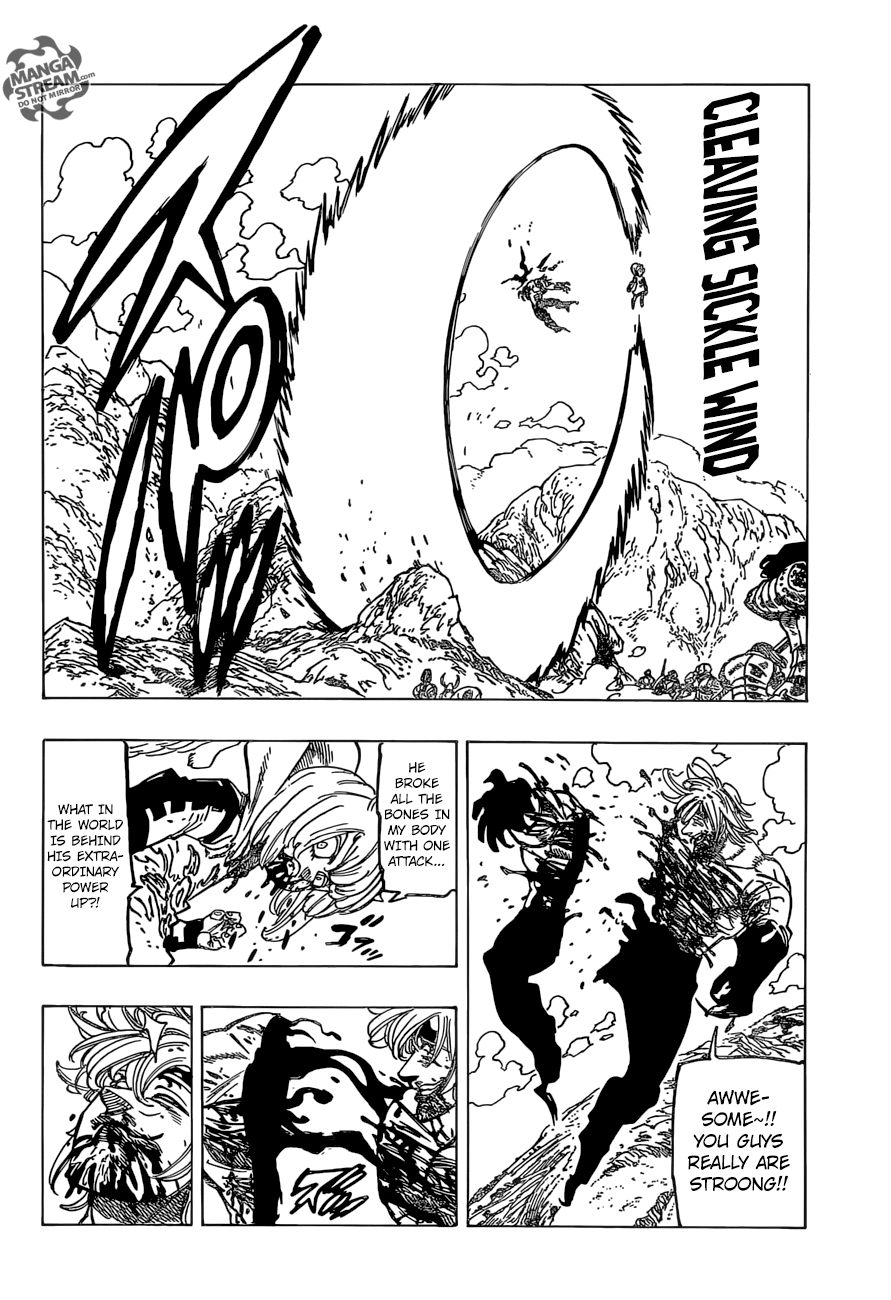 MANGA
STREAM.com
DO NOT MIRROR
CLEAVING SICKLE WIND
AWWE-
SOME~!!
YOU GUYS
REALLY ARE
STROONG!!
HE
BROKE
ALL THE
BONES IN
MY BODY
WITH ONE
ATTACK...
WHAT IN
THE WORLD
IS BEHIND
HIS EXTRA-
ORDINARY
POWER
UP?!